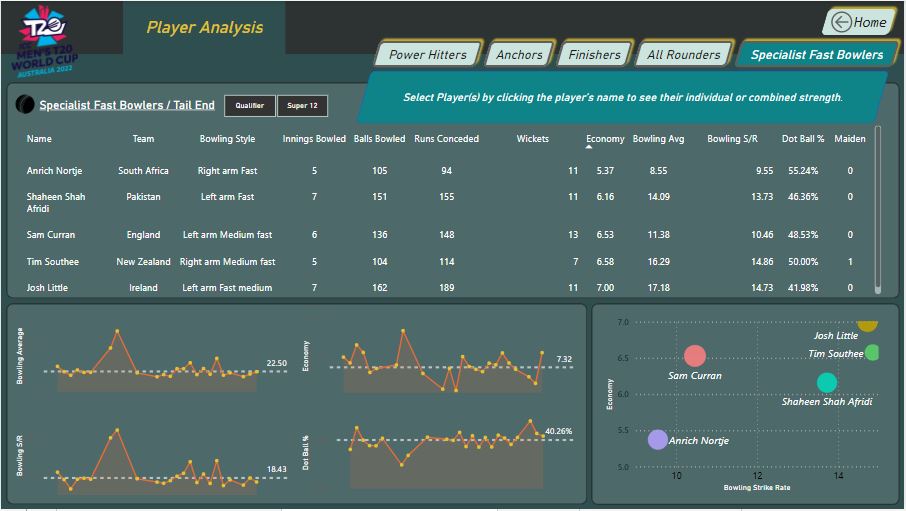 T20
ICC
MEN'S T20
WORLD CUP
AUSTRALIA 2022
Player Analysis
Home
Power Hitters Anchors Finishers All Rounders Specialist Fast Bowlers
Select Player(s) by clicking the player's name to see their individual or combined strength.
Specialist Fast Bowlers / Tail End Qualifier Super 12
Name Team Bowling Style Innings Bowled Balls Bowled Runs Conceded Wickets Economy Bowling Avg Bowling S/R Dot Ball % Maiden
Anrich Nortje South Africa Right arm Fast 5 105 94 11 5.37 8.55 9.55 55.24% 0
Shaheen Shah Pakistan Left arm Fast 7 151 155 11 6.16 14.09 13.73 46.36% 0
Afridi
Sam Curran England Left arm Medium fast 6 136 148 13 6.53 11.38 10.46 48.53% 0
Tim Southee New Zealand Right arm Medium fast 5 104 114 7 6.58 16.29 14.86 50.00% 1
Josh Little Ireland Left arm Fast medium 7 162 189 11 7.00 17.18 14.73 41.98% 0
Bowling Average
22.50
Economy
7.32
Bowling S/R
18.43
Dot Ball %
40.26%
Economy
7.0
6.5
6.0
5.5
5.0
Josh Little
Tim Southee
Sam Curran
Shaheen Shah Afridi
Anrich Nortje
10 12 14
Bowling Strike Rate